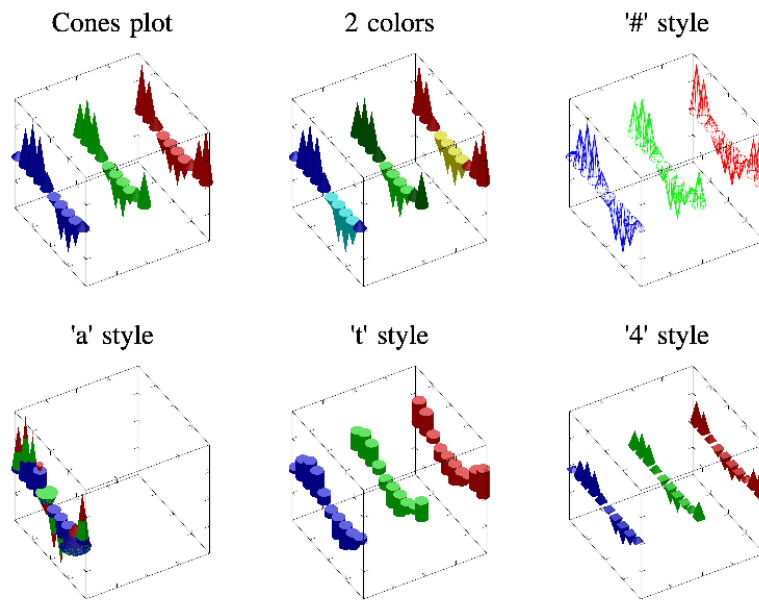 Cones plot
2 colors
'#' style
'a' style
't' style
'4' style